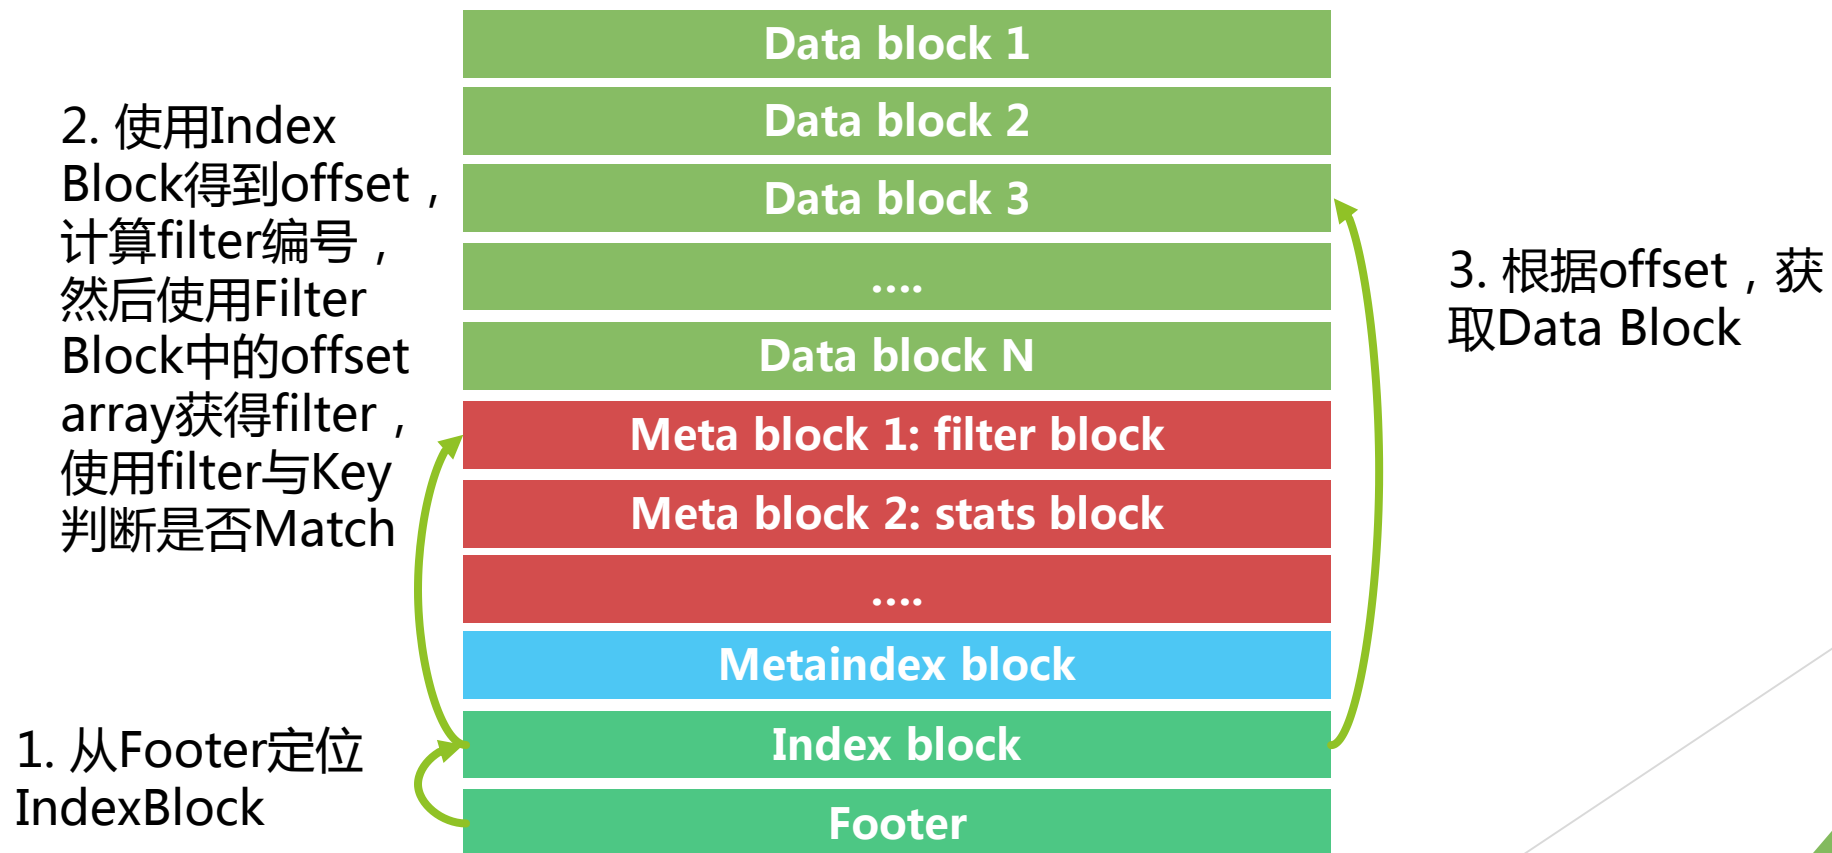 Data block 1
Data block 2
Data block 3
....
Data block N
Meta block 1: filter block
Meta block 2: stats block
....
Metaindex block
Index block
Footer
1. 从Footer定位
IndexBlock
2. 使用Index
Block得到offset，
计算filter编号，
然后使用Filter
Block中的offset
array获得filter，
使用filter与Key
判断是否Match
3. 根据offset，获
取Data Block